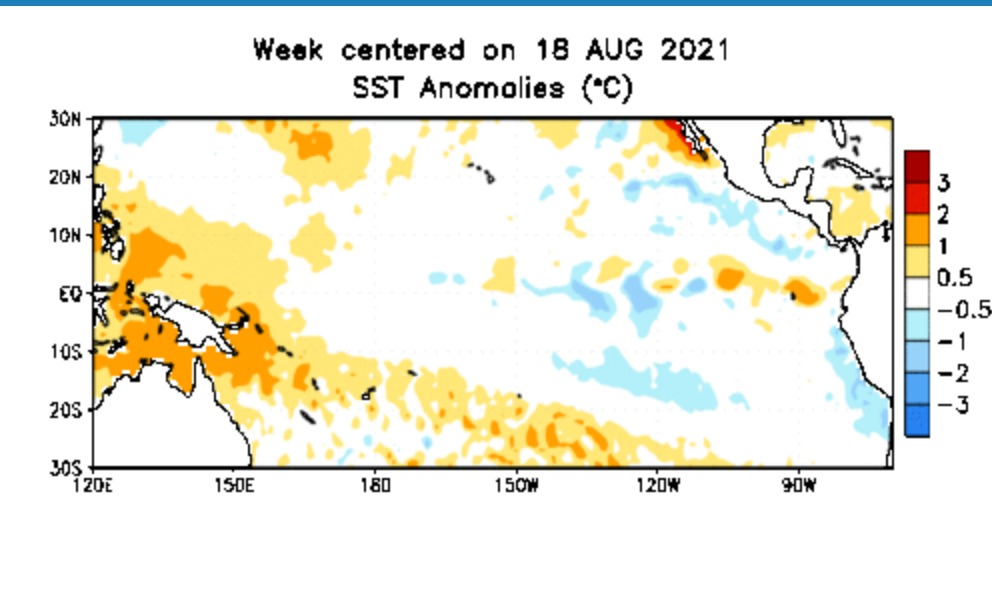 Week centered on 18 AUG 2021
SST Anomalies (°C)
30N
20N
10N
EQ
10S
20S
30S
120E 150E 180 150W 120W 90W
3
2
1
0.5
-0.5
-1
-2
-3